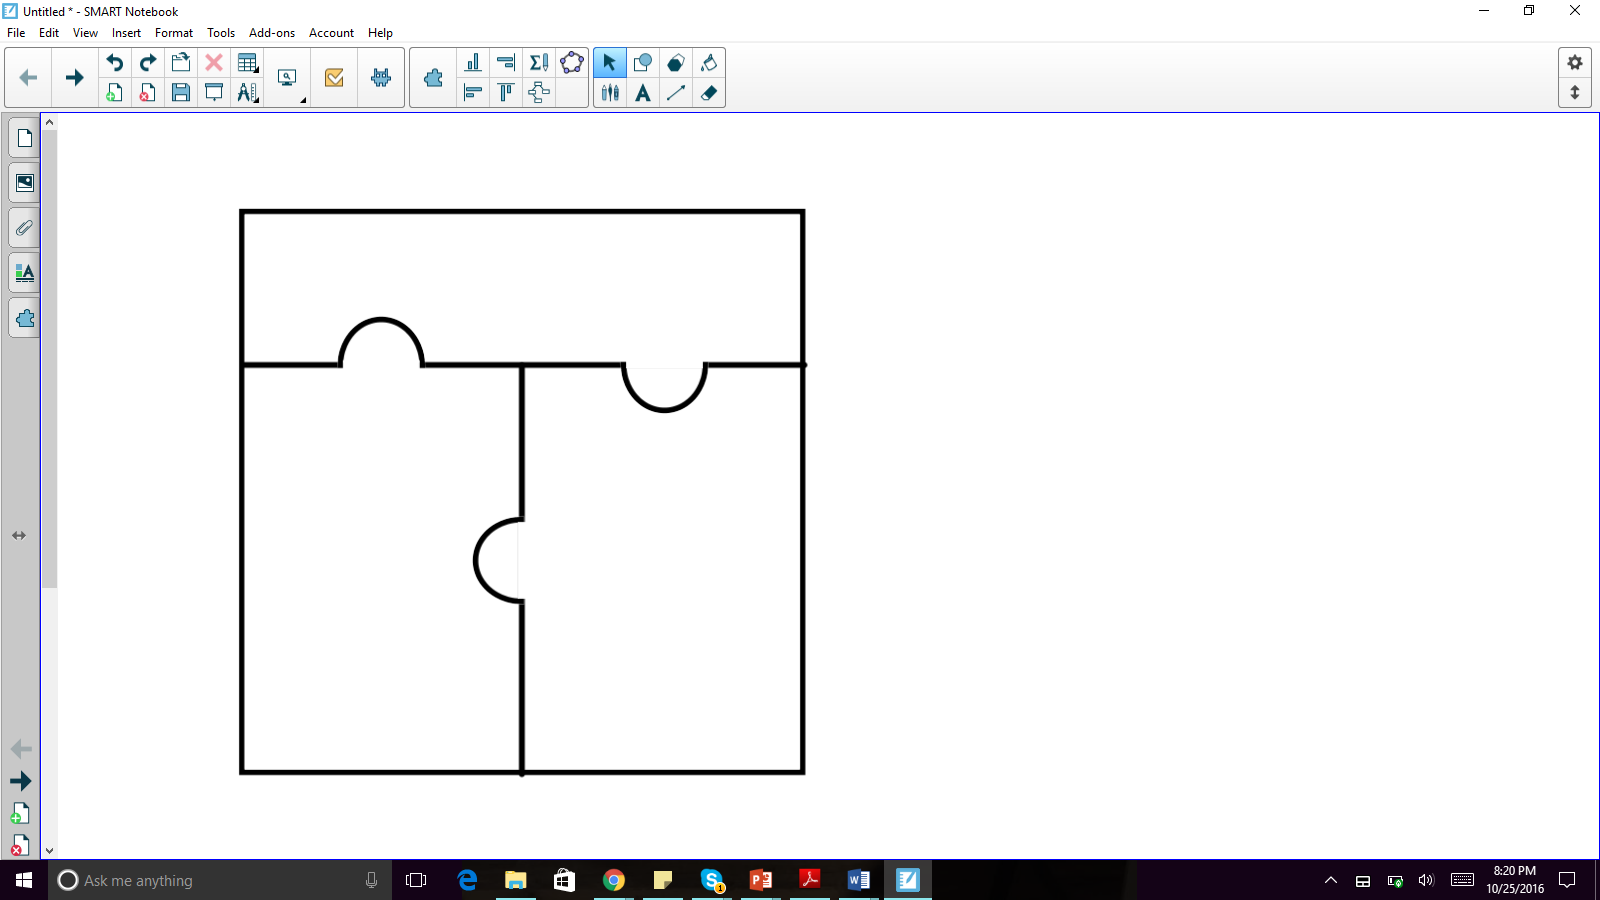 Untitled * - SMART Notebook
File Edit View Insert Format Tools Add-ons Account Help
Ask me anything
1
8:20 PM
10/25/2016